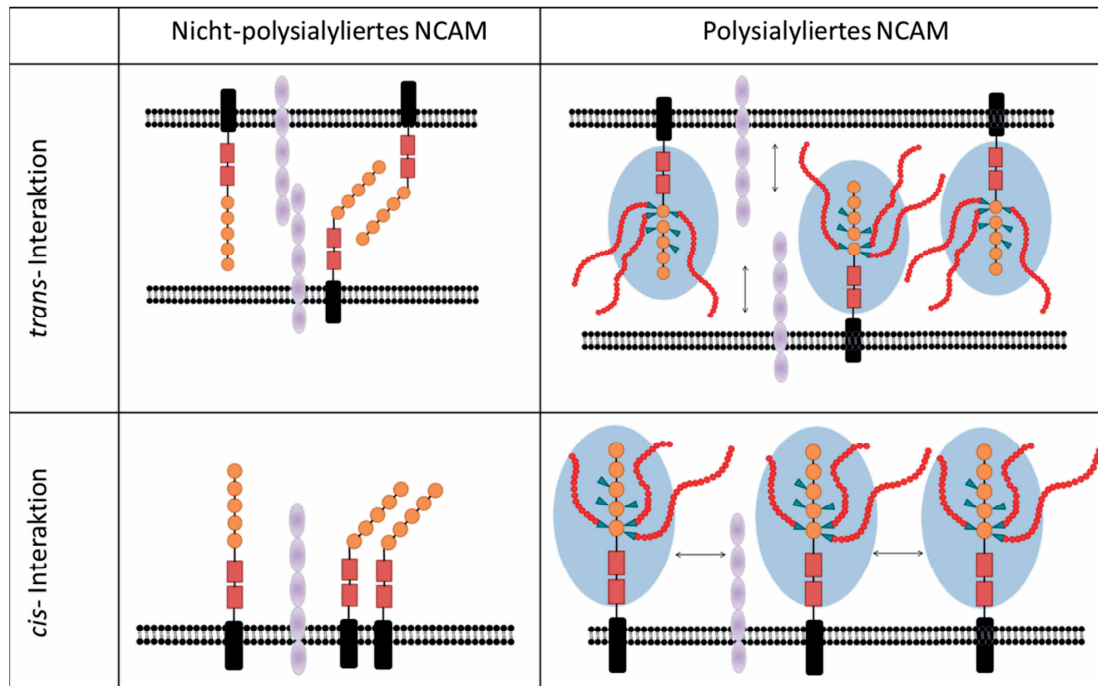 Nicht-polysialyliertes NCAM
Polysialyliertes NCAM
trans- Interaktion
cis- Interaktion